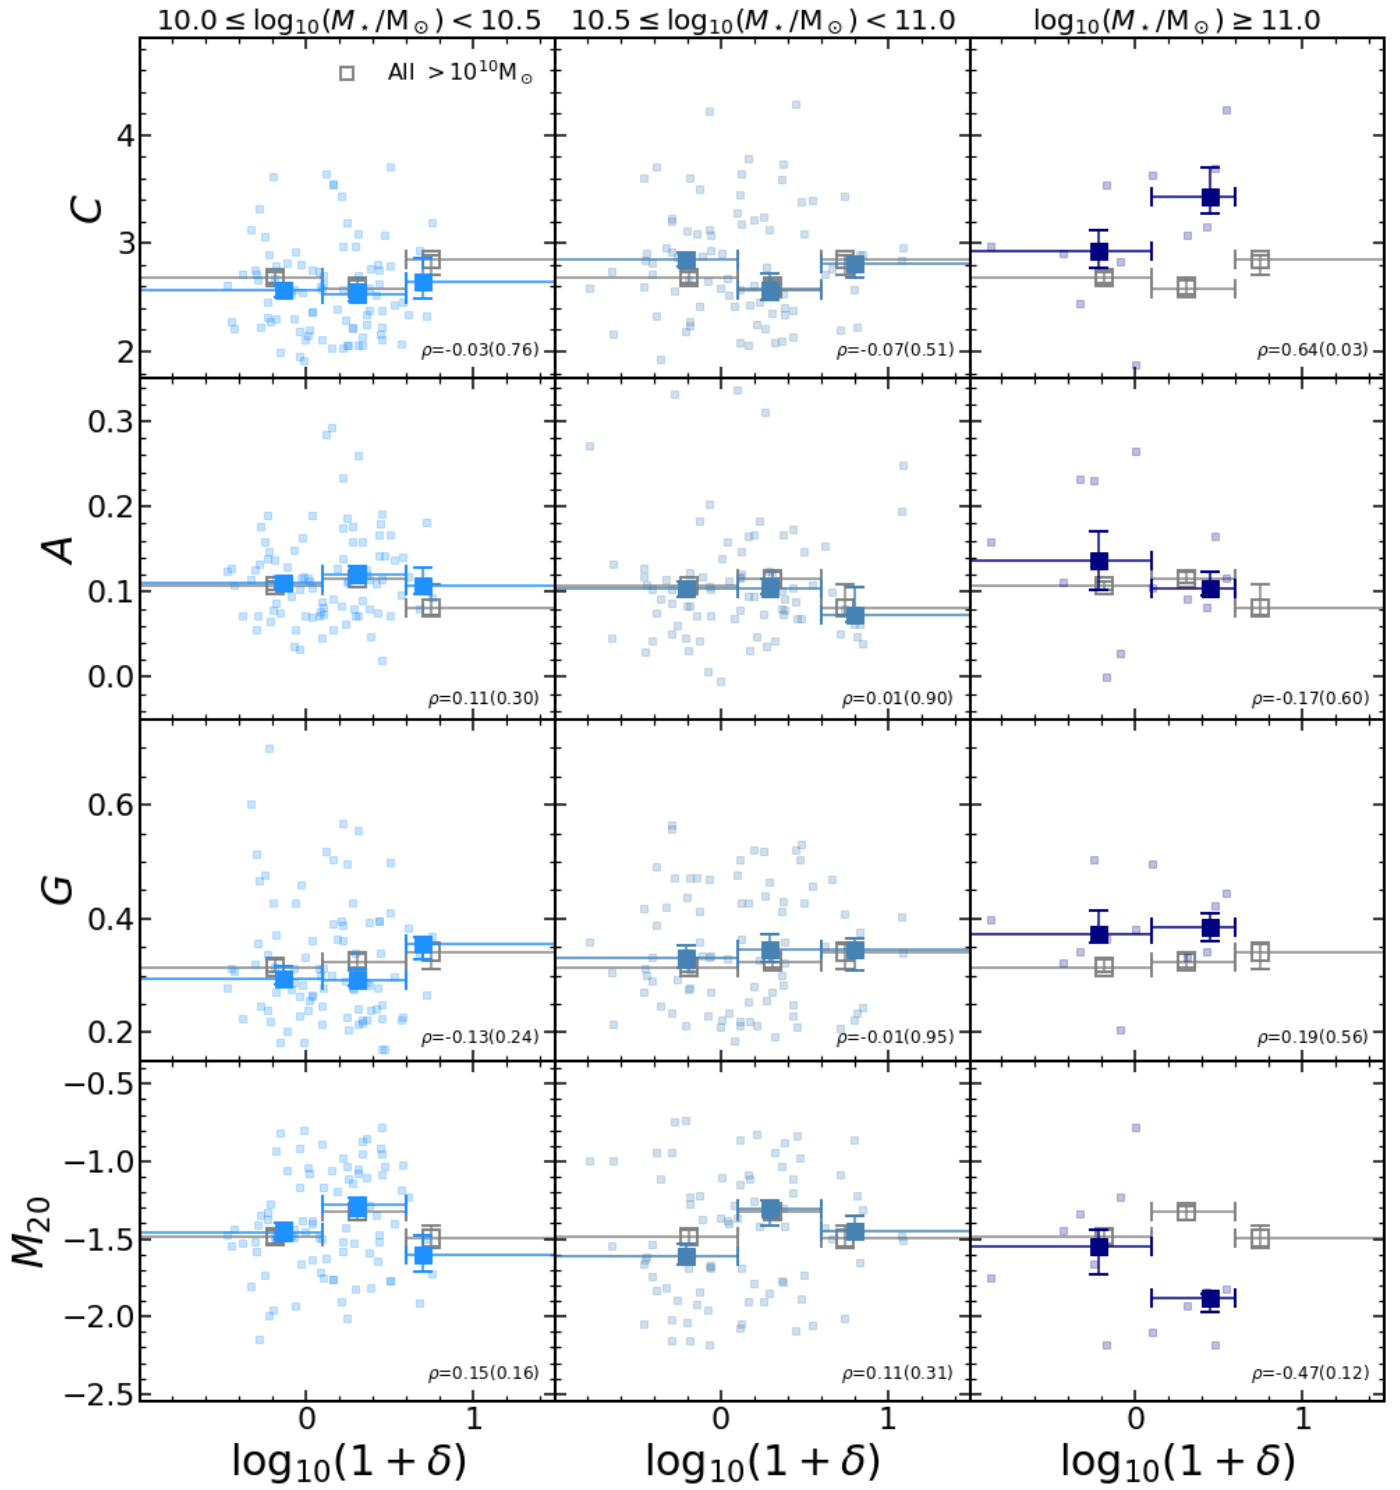 10.0 ≤ log₁₀(M⋆/M⊙) < 10.5 10.5 ≤ log₁₀(M⋆/M⊙) < 11.0 log₁₀(M⋆/M⊙) ≥ 11.0
All > 10¹⁰M⊙
C
4
3
2
ρ=-0.03(0.76) ρ=-0.07(0.51) ρ=0.64(0.03)
A
0.3
0.2
0.1
0.0
ρ=0.11(0.30) ρ=0.01(0.90) ρ=-0.17(0.60)
G
0.6
0.4
0.2
ρ=-0.13(0.24) ρ=-0.01(0.95) ρ=0.19(0.56)
M₂₀
−0.5
−1.0
−1.5
−2.0
−2.5
ρ=0.15(0.16) ρ=0.11(0.31) ρ=-0.47(0.12)
0 1 0 1 0 1
log₁₀(1 + δ) log₁₀(1 + δ) log₁₀(1 + δ)